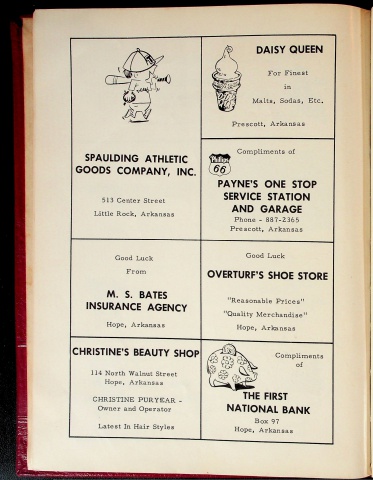 SPAULDING ATHLETIC
GOODS COMPANY, INC.
513 Center Street
Little Rock, Arkansas
DAISY QUEEN
For Finest
in
Malts, Sodas, Etc.
Prescott, Arkansas
Compliments of
Phillips
66
PAYNE'S ONE STOP
SERVICE STATION
AND GARAGE
Phone - 887-2365
Prescott, Arkansas
Good Luck
From
M. S. BATES
INSURANCE AGENCY
Hope, Arkansas
Good Luck
OVERTURF'S SHOE STORE
"Reasonable Prices"
"Quality Merchandise"
Hope, Arkansas
CHRISTINE'S BEAUTY SHOP
114 North Walnut Street
Hope, Arkansas
CHRISTINE PURYEAR -
Owner and Operator
Latest In Hair Styles
Compliments
of
THE FIRST
NATIONAL BANK
Box 97
Hope, Arkansas